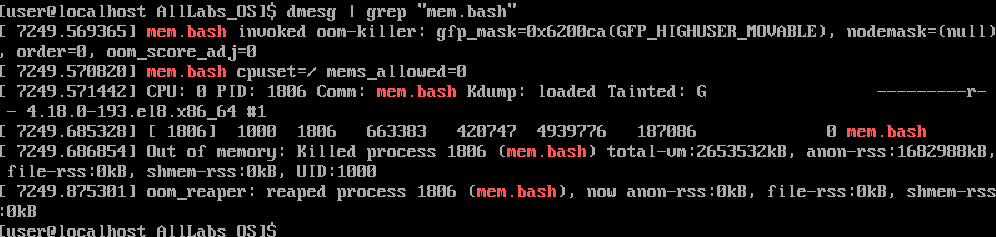 [user@localhost AllLabs_OS]$ dmesg | grep "mem.bash"
[ 7249.569365] mem.bash invoked oom-killer: gfp_mask=0x6200ca(GFP_HIGHUSER_MOVABLE), nodemask=(null)
, order=0, oom_score_adj=0
[ 7249.570820] mem.bash cpuset=/ mems_allowed=0
[ 7249.571442] CPU: 0 PID: 1806 Comm: mem.bash Kdump: loaded Tainted: G                 ---------r-
 - 4.18.0-193.el8.x86_64 #1
[ 7249.685328] [ 1806]  1000  1806   663383   420747  4939776   187086             0 mem.bash
[ 7249.686854] Out of memory: Killed process 1806 (mem.bash) total-vm:2653532kB, anon-rss:1682988kB,
 file-rss:0kB, shmem-rss:0kB, UID:1000
[ 7249.875301] oom_reaper: reaped process 1806 (mem.bash), now anon-rss:0kB, file-rss:0kB, shmem-rss
:0kB
[user@localhost AllLabs_OS]$